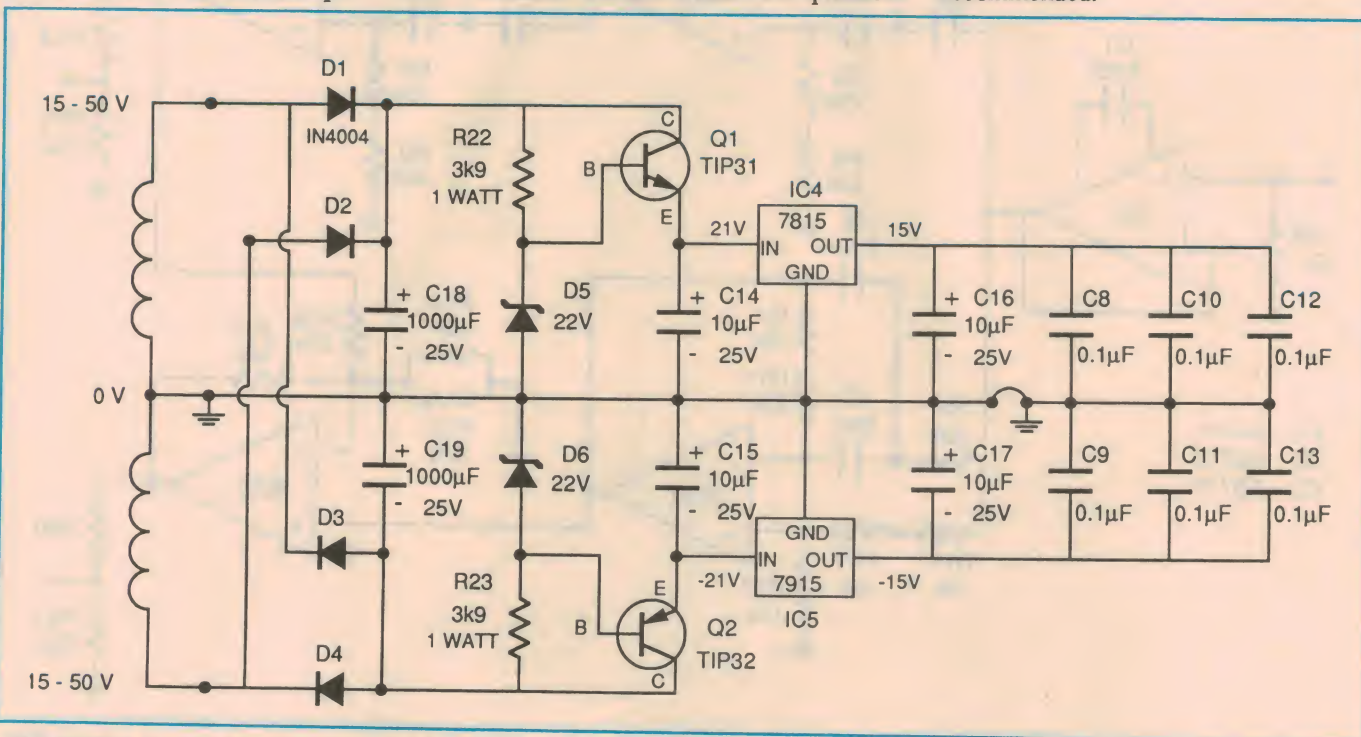 recommended.
15 - 50 V
D1
IN4004
D2
R22
3k9
1 WATT
C
B
E
Q1
TIP31
IC4
7815
IN
OUT
GND
21V
15V
+ C18
1000µF
- 25V
D5
22V
+ C14
10µF
- 25V
+ C16
10µF
- 25V
C8
0.1µF
C10
0.1µF
C12
0.1µF
0 V
+ C19
1000µF
- 25V
D6
22V
+ C15
10µF
- 25V
+ C17
10µF
- 25V
C9
0.1µF
C11
0.1µF
C13
0.1µF
D3
GND
IN
OUT
7915
IC5
-21V
-15V
R23
3k9
1 WATT
E
B
C
Q2
TIP32
D4
15 - 50 V